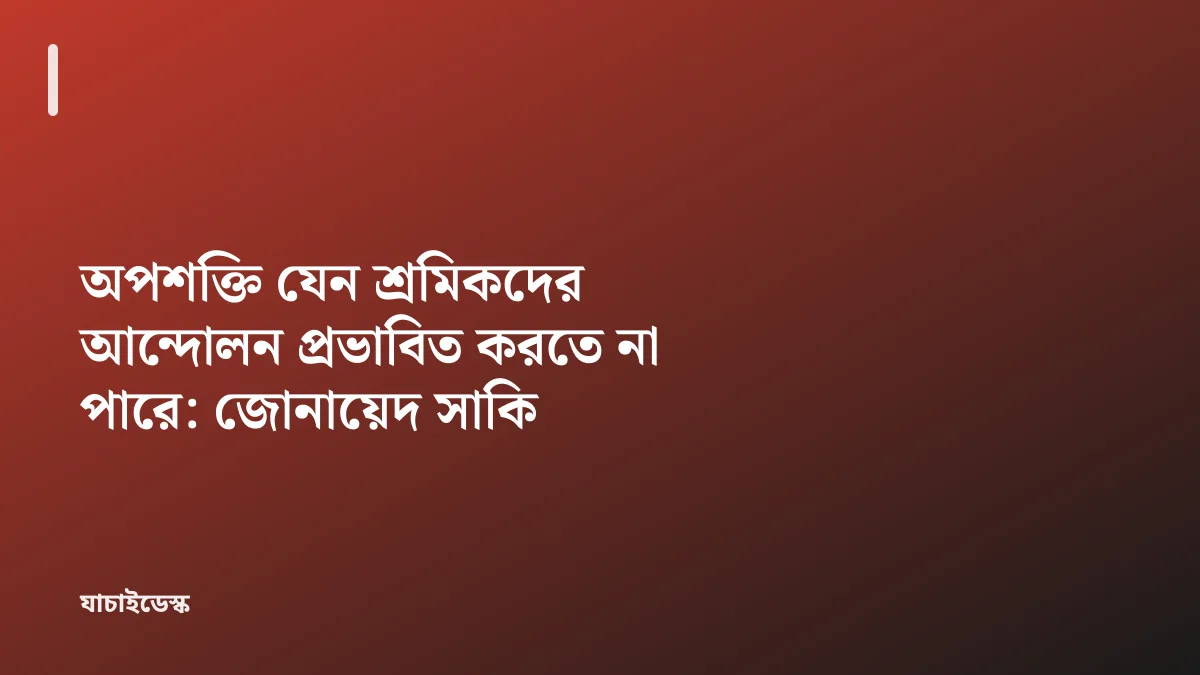 অপশক্তি যেন শ্রমিকদের
আন্দোলন প্রভাবিত করতে না
পারে: জোনায়েদ সাকি
যাচাইডেস্ক